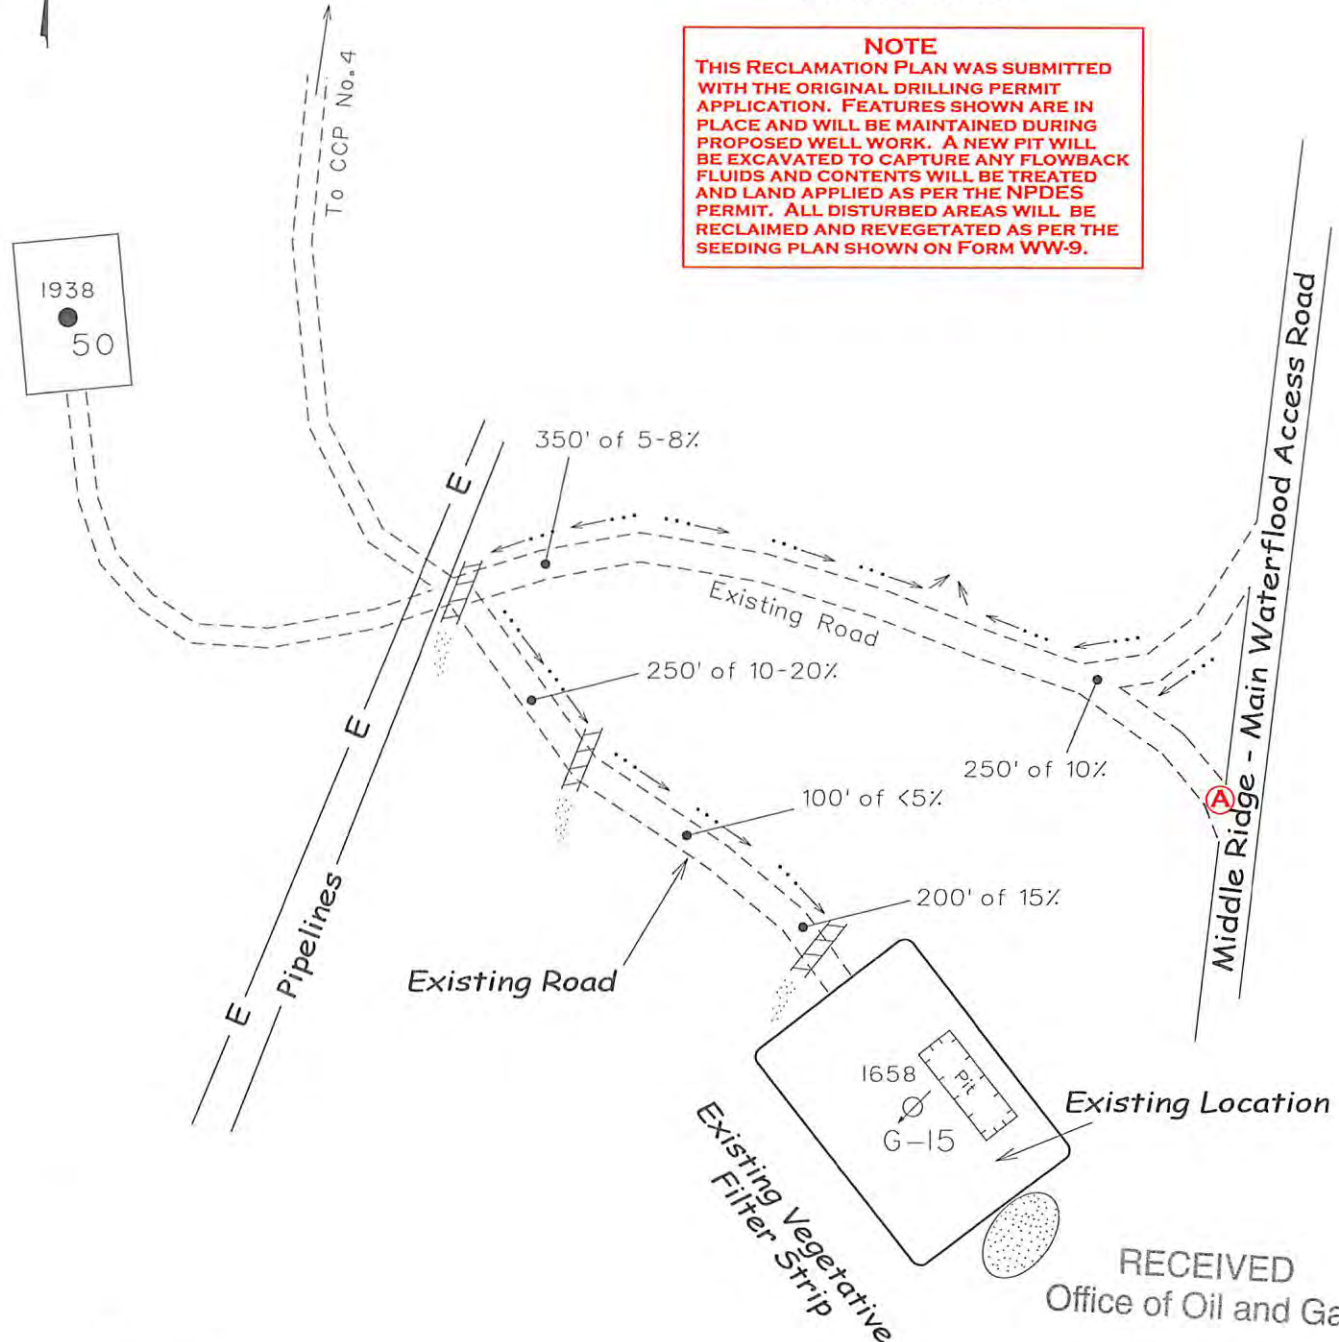 NOTE
THIS RECLAMATION PLAN WAS SUBMITTED
WITH THE ORIGINAL DRILLING PERMIT
APPLICATION. FEATURES SHOWN ARE IN
PLACE AND WILL BE MAINTAINED DURING
PROPOSED WELL WORK. A NEW PIT WILL
BE EXCAVATED TO CAPTURE ANY FLOWBACK
FLUIDS AND CONTENTS WILL BE TREATED
AND LAND APPLIED AS PER THE NPDES
PERMIT. ALL DISTURBED AREAS WILL BE
RECLAIMED AND REVEGETATED AS PER THE
SEEDING PLAN SHOWN ON FORM WW-9.
To CCP No.4
1938
50
350' of 5-8%
E
Existing Road
Middle Ridge - Main Waterflood Access Road
250' of 10-20%
E
250' of 10%
A
100' of <5%
200' of 15%
Pipelines
E
Existing Road
1658
Pit
G-15
Existing Location
Existing Vegetative
Filter Strip
RECEIVED
Office of Oil and Ga